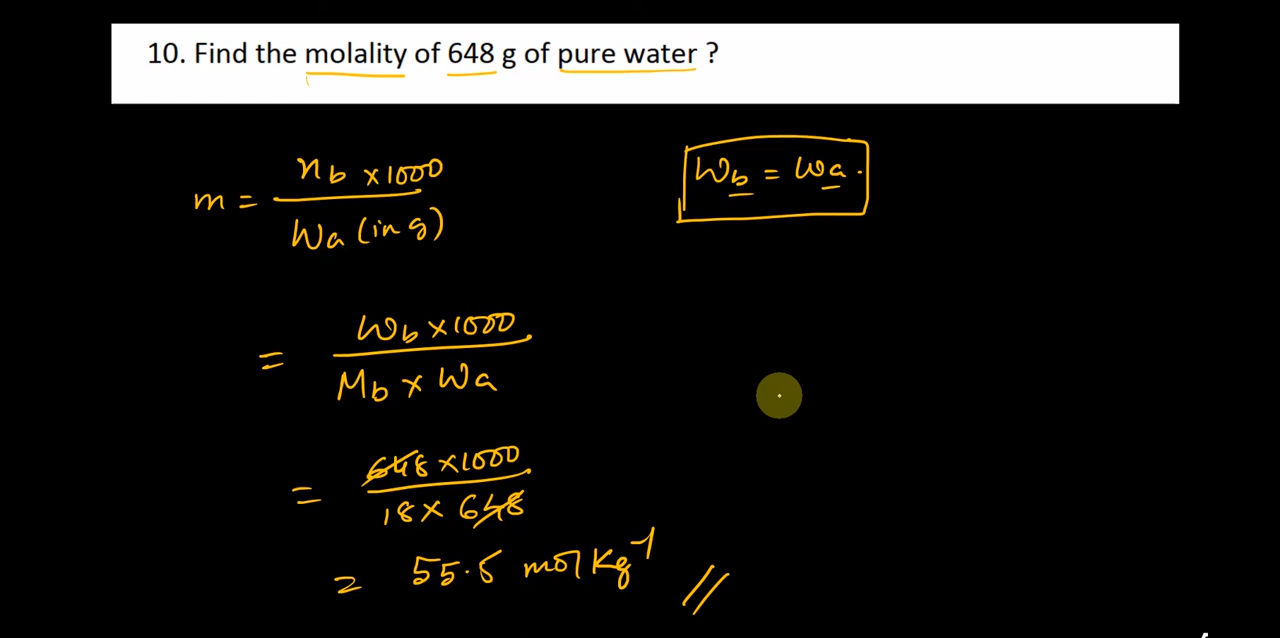 10. Find the molality of 648 g of pure water ?
m = nb × 1000 / Wa (in g)
Wb = Wa.
= Wb × 1000 / Mb × Wa
= 648 × 1000 / 18 × 648
= 55.5 mol Kg⁻¹ //